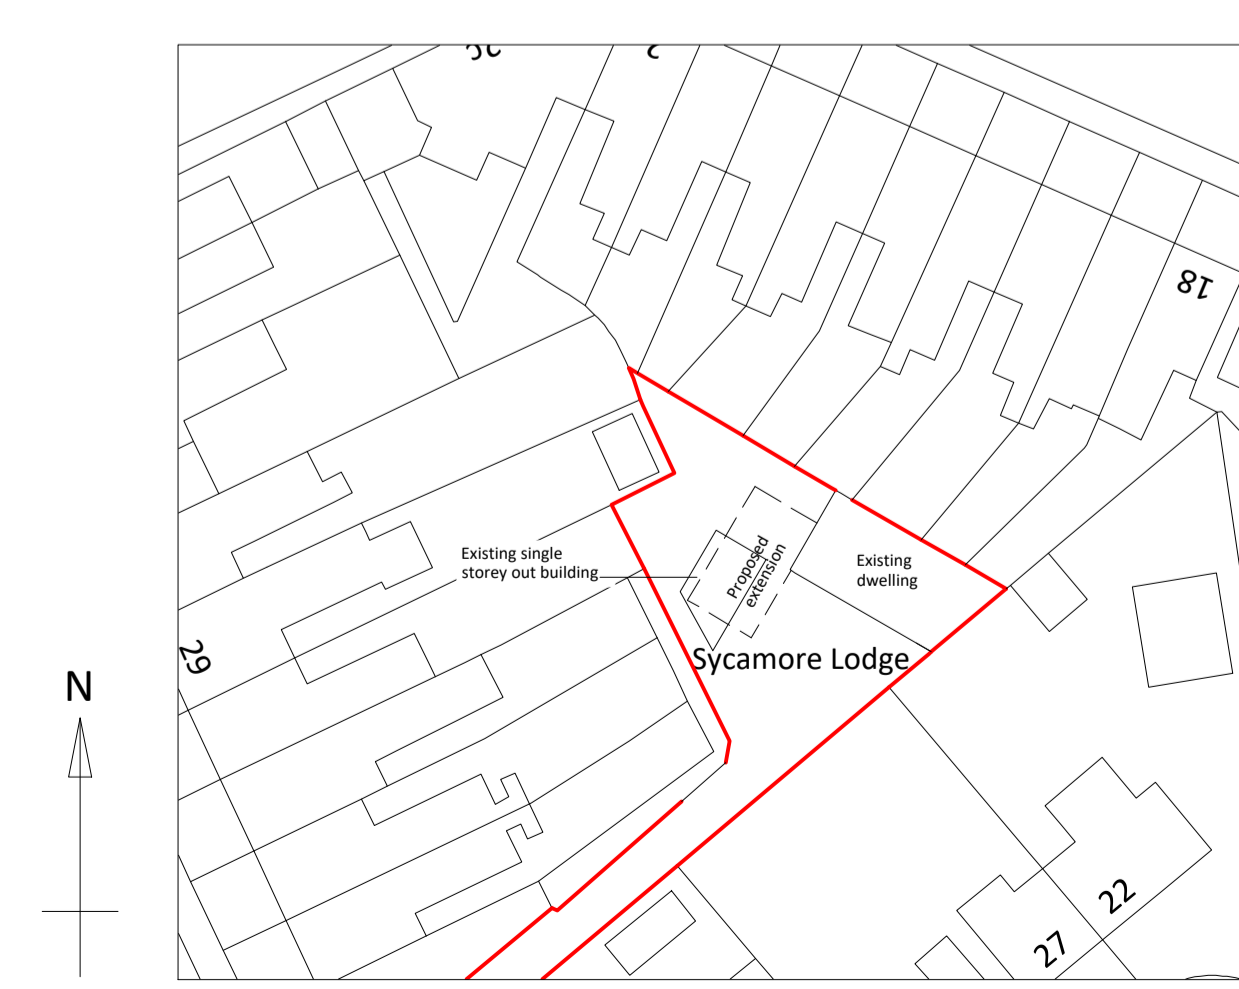 18
Existing single
storey out building
Proposed
extension
Existing
dwelling
29
Sycamore Lodge
N
22
27